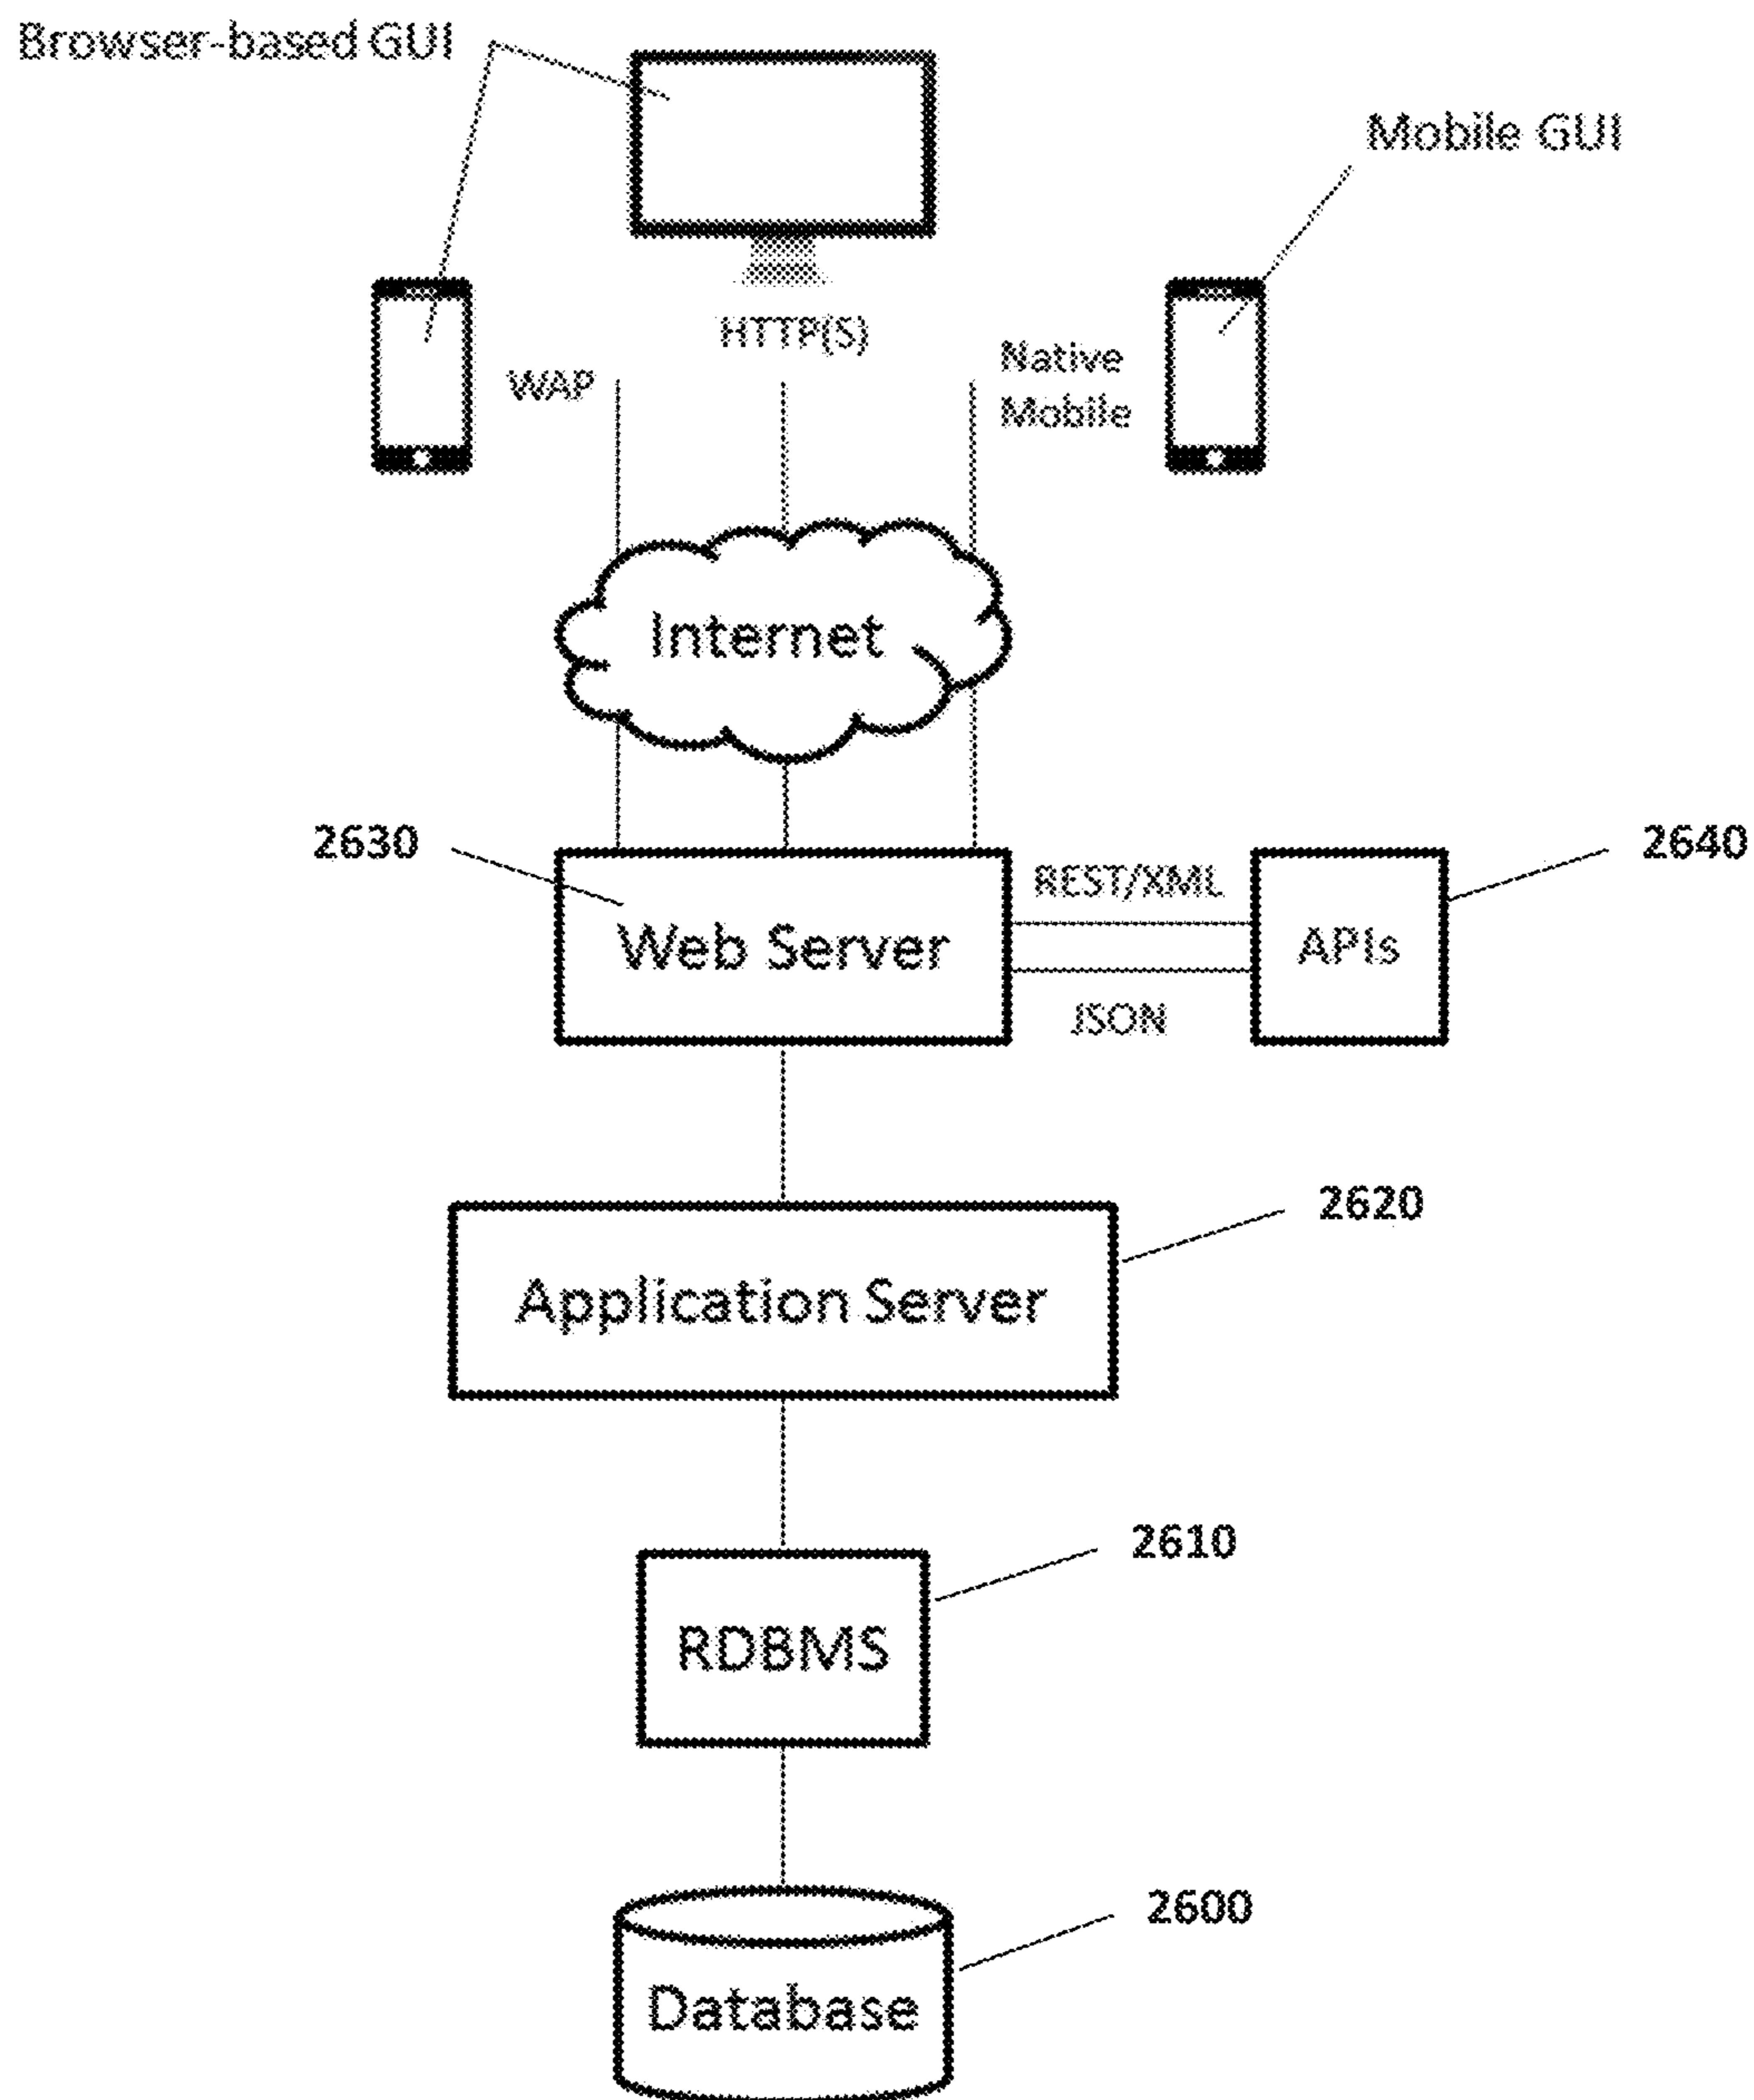 Browser-based GUI
Mobile GUI
HTTP(S)
WAP
Native
Mobile
Internet
2630
2640
REST/XML
Web Server
APIs
JSON
2620
Application Server
2610
RDBMS
2600
Database